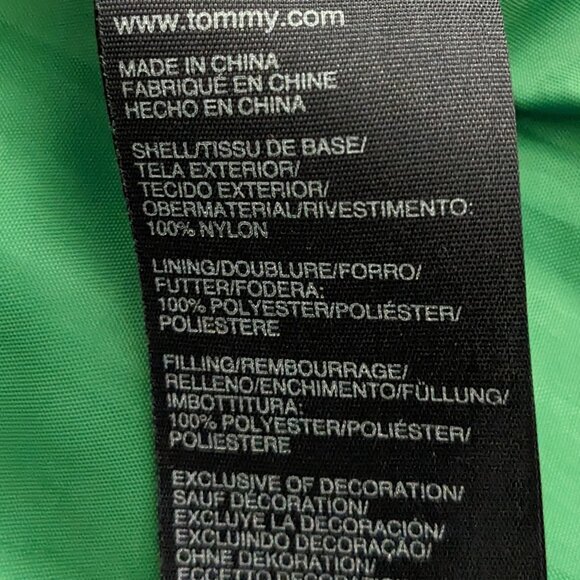 www.tommy.com
MADE IN CHINA
FABRIQUÉ EN CHINE
HECHO EN CHINA
SHELL/TISSU DE BASE/
TELA EXTERIOR/
TECIDO EXTERIOR/
OBERMATERIAL/RIVESTIMENTO:
100% NYLON
LINING/DOUBLURE/FORRO/
FUTTER/FODERA:
100% POLYESTER/POLIÉSTER/
POLIESTERE
FILLING/REMBOURRAGE/
RELLENO/ENCHIMENTO/FÜLLUNG/
IMBOTTITURA:
100% POLYESTER/POLIÉSTER/
POLIESTERE
EXCLUSIVE OF DECORATION/
SAUF DÉCORATION/
EXCLUYE LA DECORACIÓN/
EXCLUINDO DECORAÇÃO/
OHNE DEKORATION/
ECCETTO